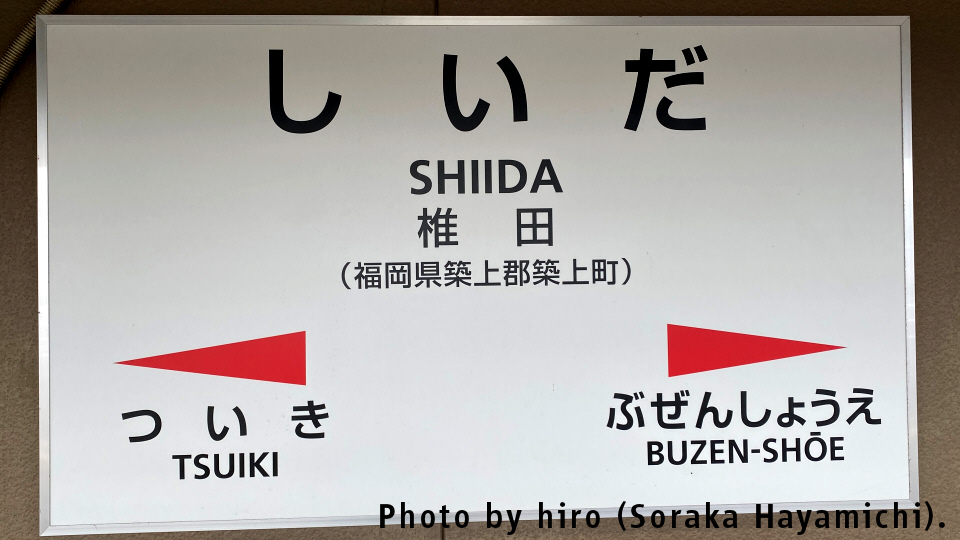 しいだ
SHIIDA
椎田
（福岡県築上郡築上町）
ついき
TSUIKI
ぶぜんしょうえ
BUZEN-SHŌE
Photo by hiro (Soraka Hayamichi).